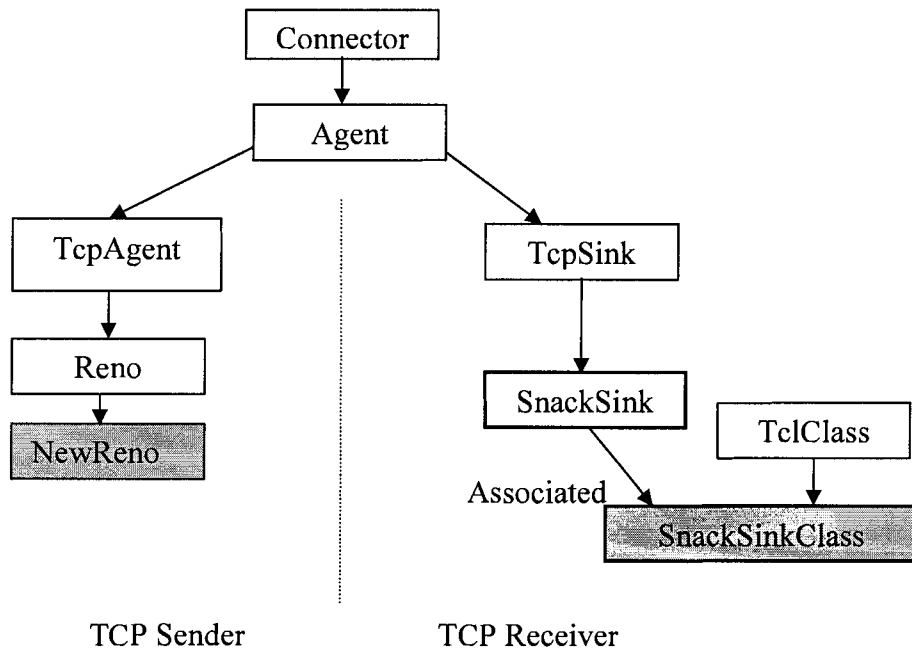 Connector
Agent
TcpAgent
TcpSink
Reno
SnackSink
TclClass
NewReno
Associated
SnackSinkClass
TCP Sender
TCP Receiver